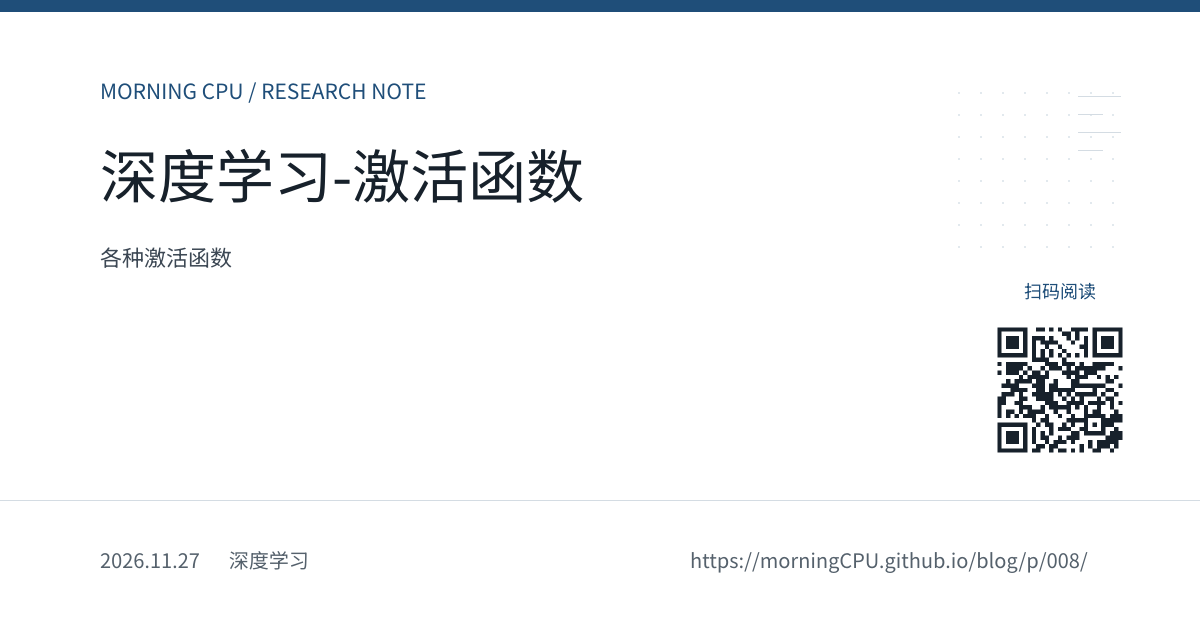 MORNING CPU / RESEARCH NOTE
深度学习-激活函数
各种激活函数
扫码阅读
2026.11.27 深度学习
https://morningCPU.github.io/blog/p/008/